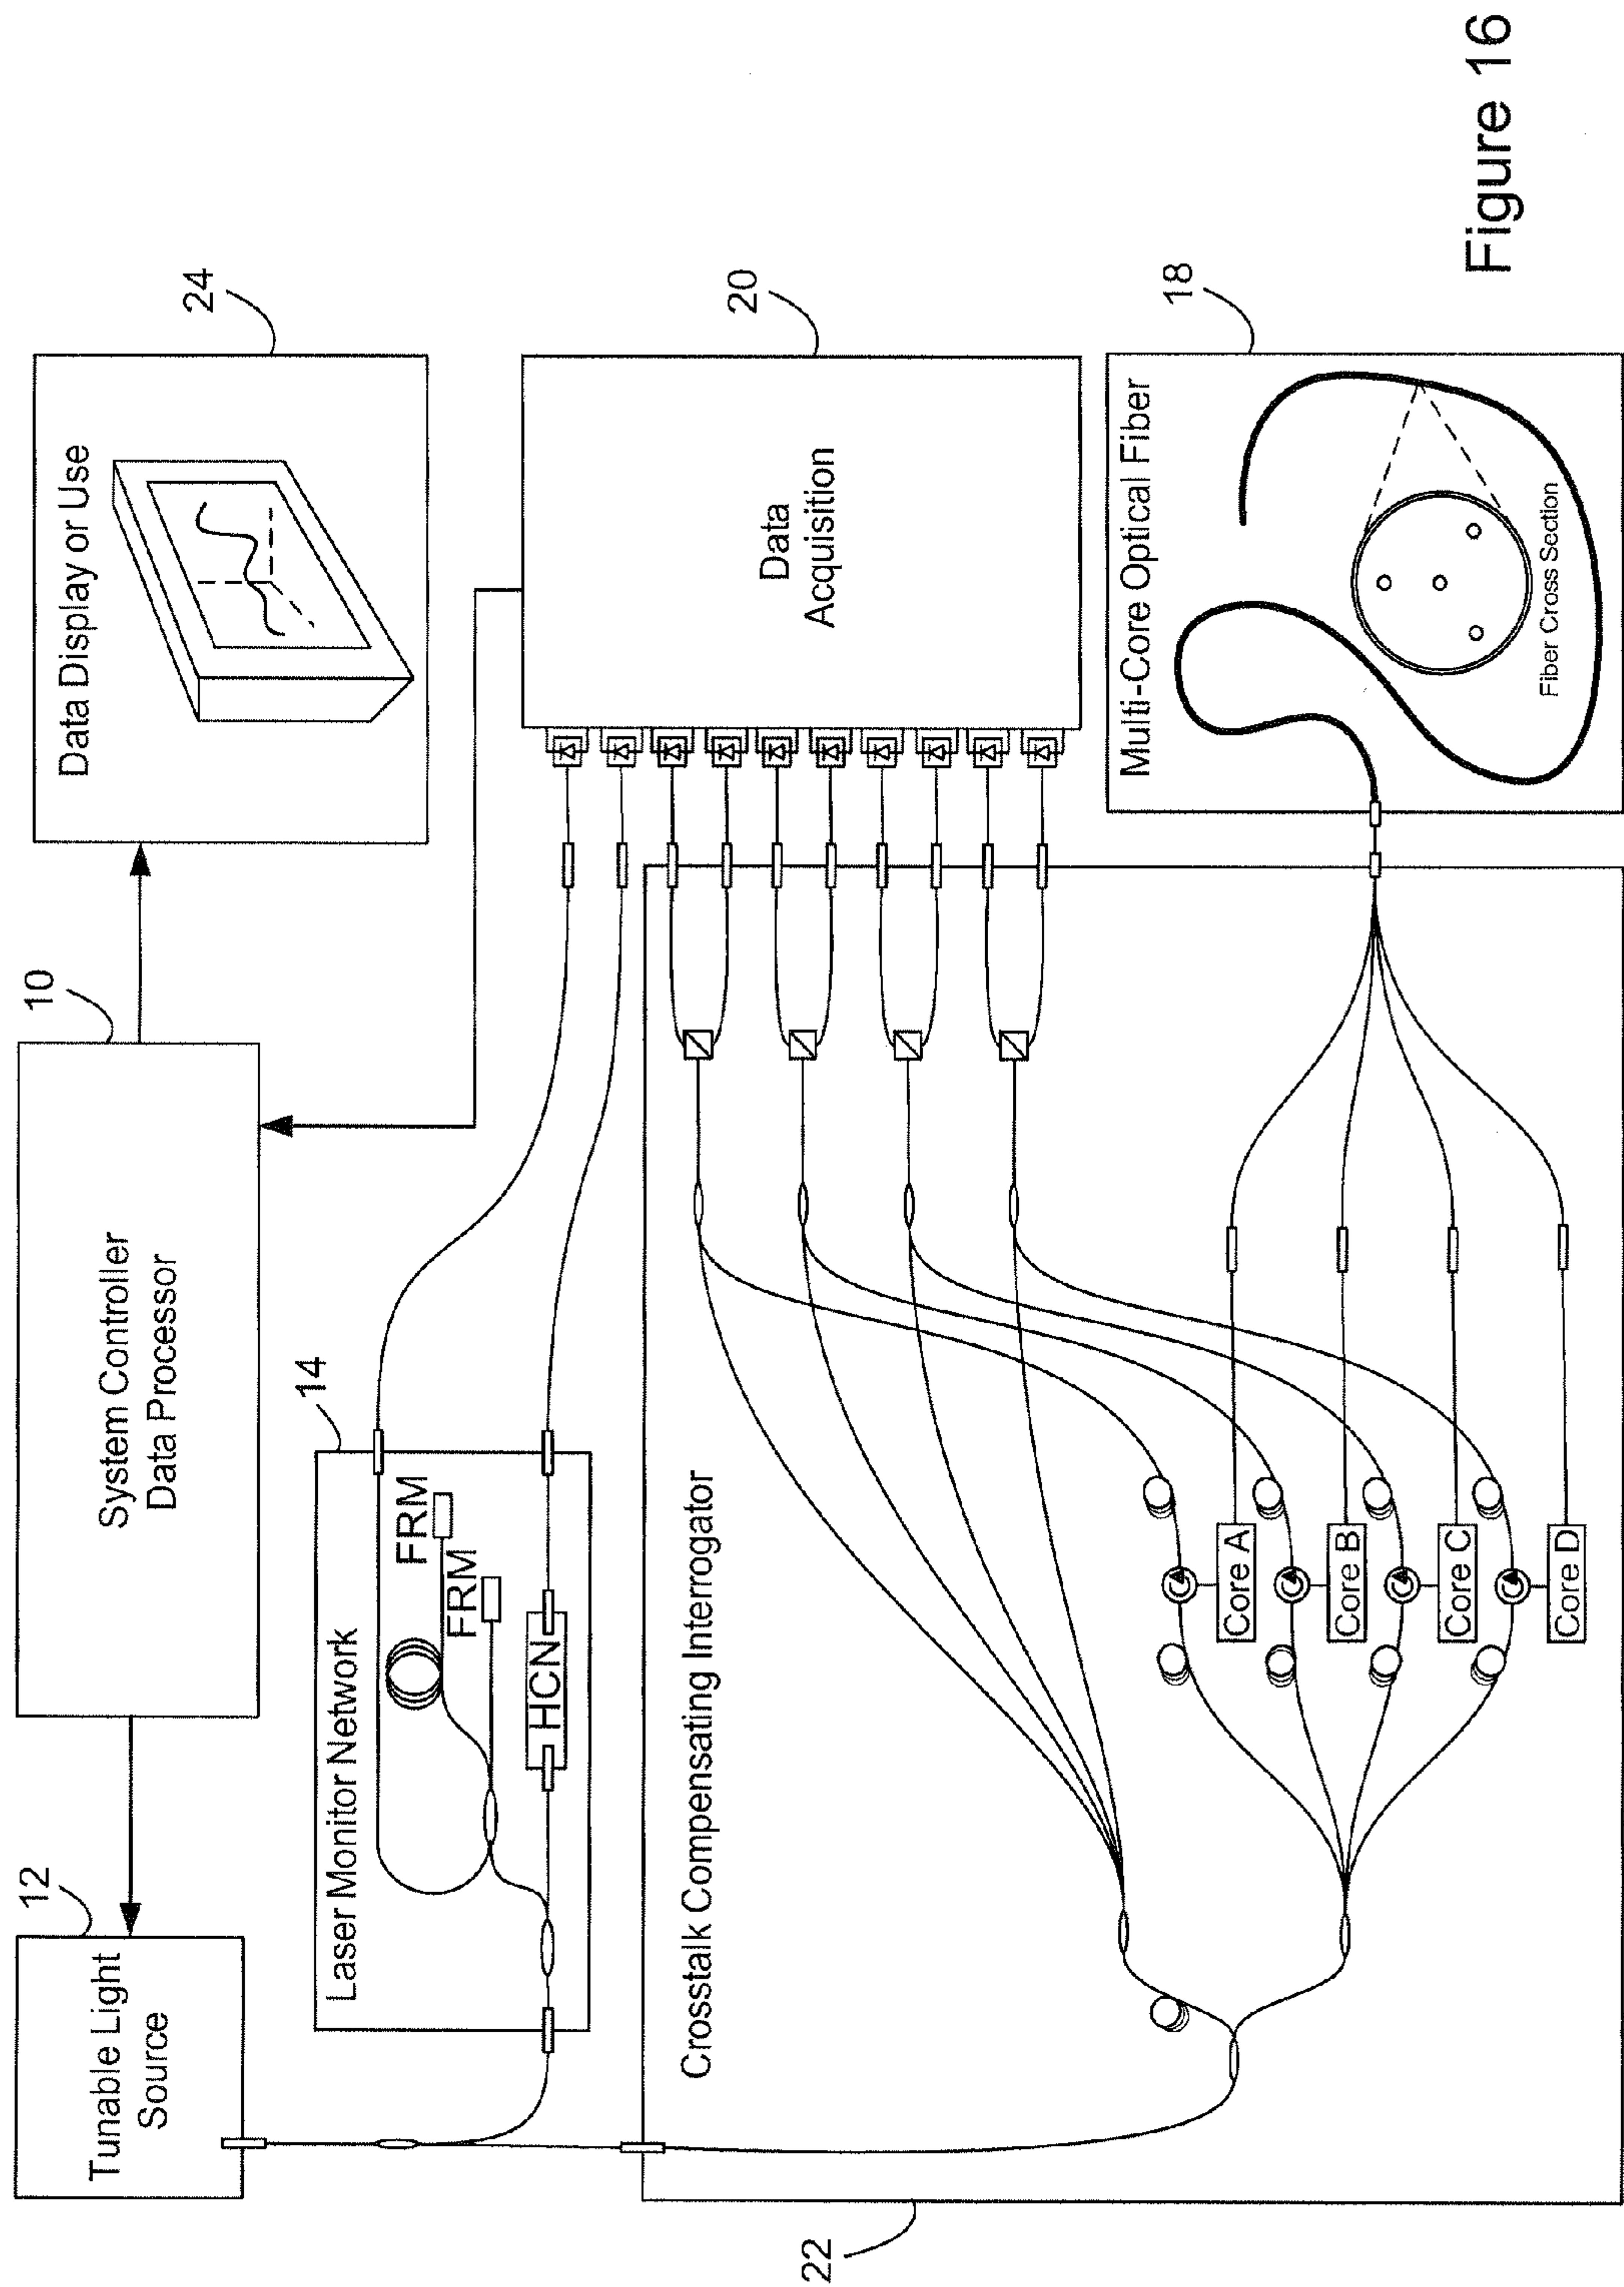 12
Tunable Light
Source
10
System Controller
Data Processor
24
Data Display or Use
14
Laser Monitor Network
FRM
FRM
HCN
20
Data
Acquisition
22
Crosstalk Compensating Interrogator
Core A
Core B
Core C
Core D
18
Multi-Core Optical Fiber
Fiber Cross Section
Figure 16